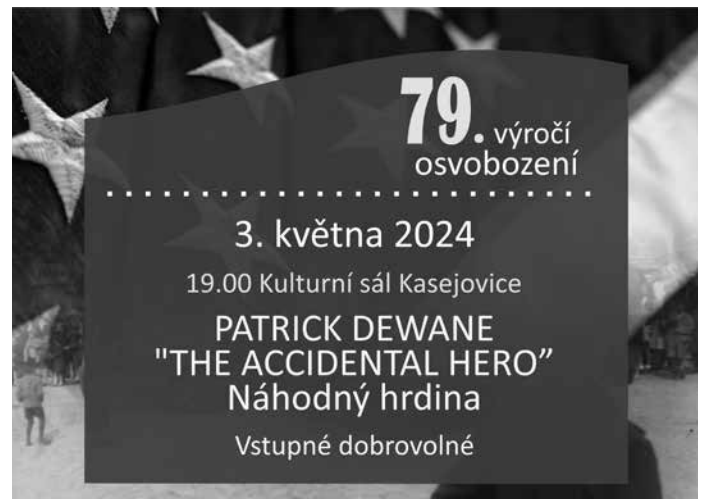 79. výročí
osvobození
3. května 2024
19.00 Kulturní sál Kasejovice
PATRICK DEWANE
"THE ACCIDENTAL HERO”
Náhodný hrdina
Vstupné dobrovolné